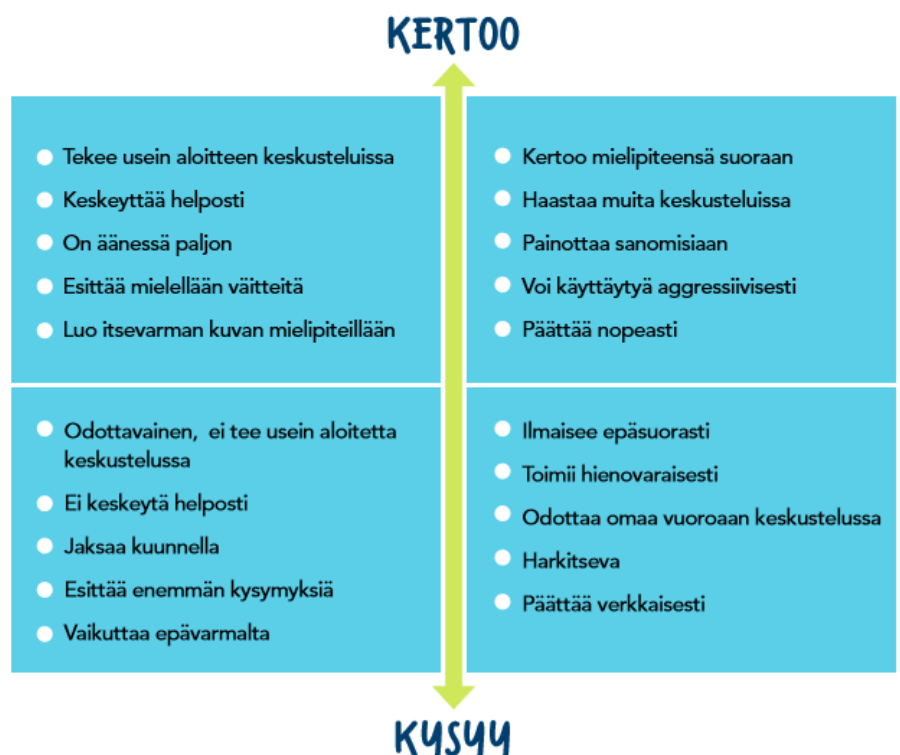 KERTOO
Tekee usein aloitteen keskusteluissa
Keskeyttää helposti
On äänessä paljon
Esittää mielellään väitteitä
Luo itsevarman kuvan mielipiteillään
Kertoo mielipiteensä suoraan
Haastaa muita keskusteluissa
Painottaa sanomisiaan
Voi käyttäytyä aggressiivisesti
Päättää nopeasti
Odottavainen, ei tee usein aloitetta
keskustelussa
Ei keskeytä helposti
Jaksaa kuunnella
Esittää enemmän kysymyksiä
Vaikuttaa epävarmalta
Ilmaisee epäsuorasti
Toimii hienovaraisesti
Odottaa omaa vuoroaan keskustelussa
Harkitseva
Päättää verkkaisesti
KYSYY